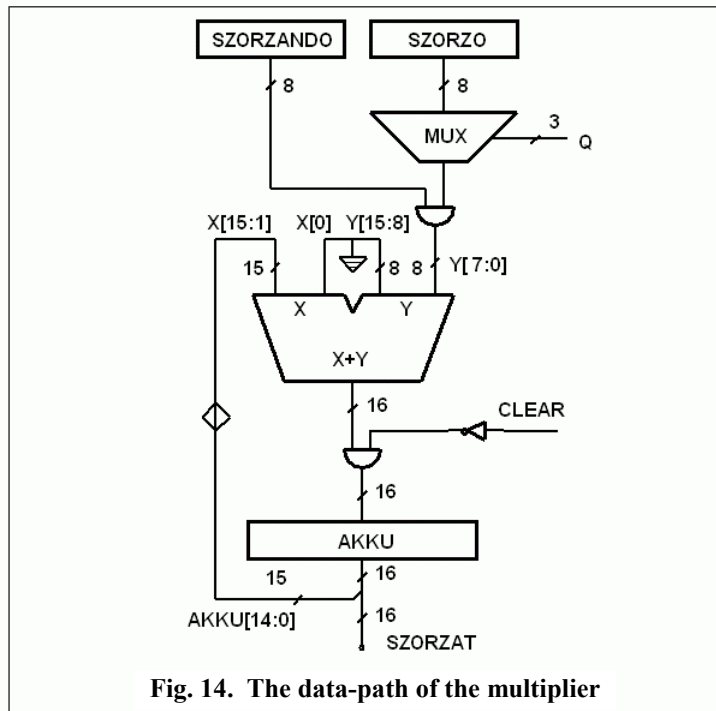 SZORZANDO SZORZO
8 8
MUX 3
Q
X[15:1] X[0] Y[15:8]
15 8 8 Y[7:0]
X Y
X+Y
16 CLEAR
16
AKKU
15 16
AKKU[14:0] 16
SZORZAT
Fig. 14. The data-path of the multiplier